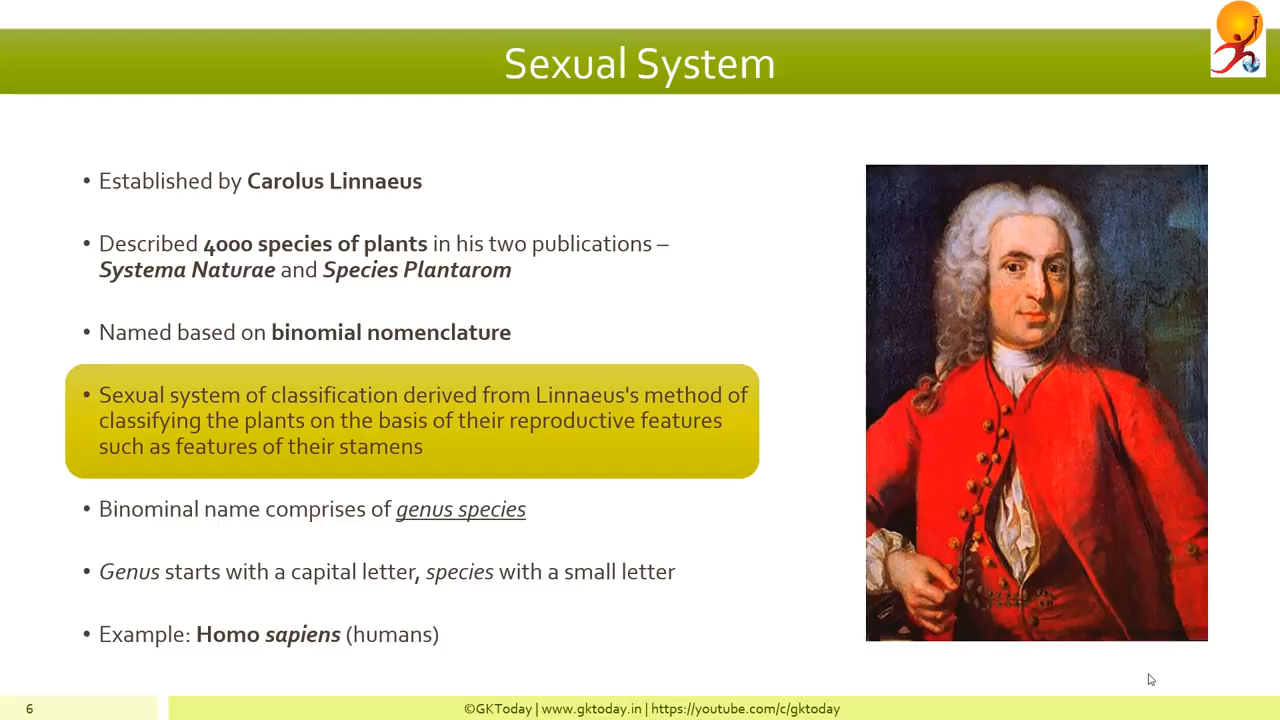 Sexual System
• Established by Carolus Linnaeus
• Described 4000 species of plants in his two publications –
Systema Naturae and Species Plantarom
• Named based on binomial nomenclature
• Sexual system of classification derived from Linnaeus's method of
classifying the plants on the basis of their reproductive features
such as features of their stamens
• Binominal name comprises of genus species
• Genus starts with a capital letter, species with a small letter
• Example: Homo sapiens (humans)
6
©GKToday | www.gktoday.in | https://youtube.com/c/gktoday